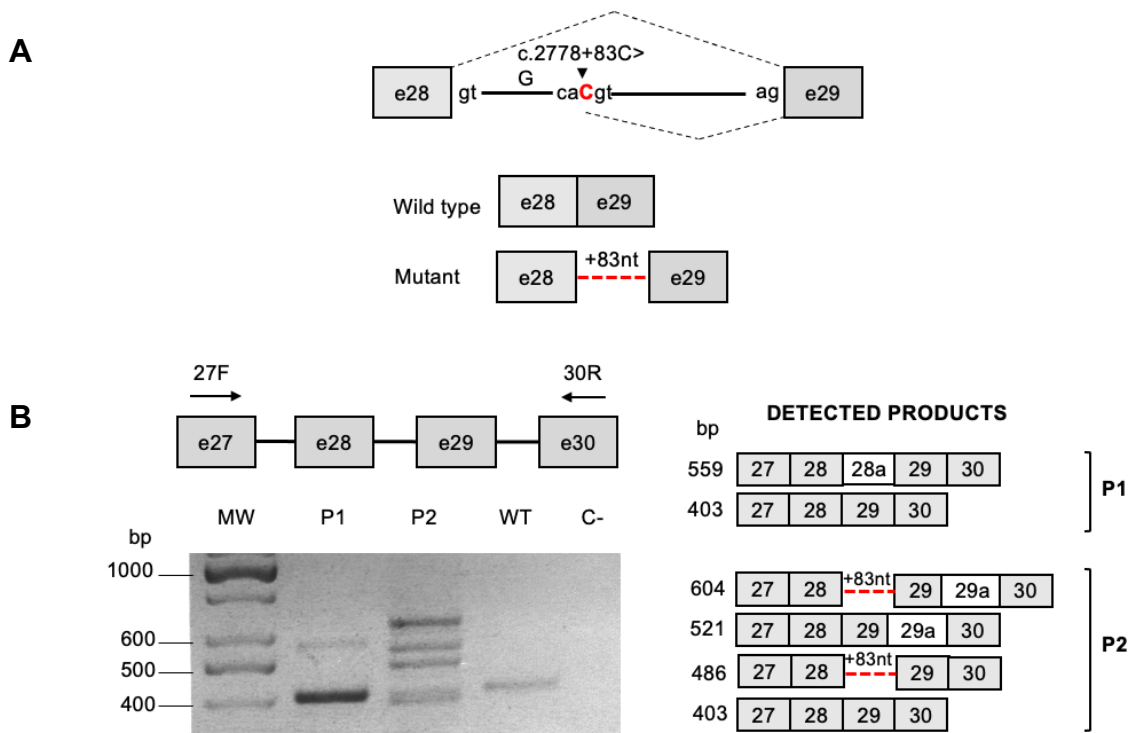 A
c.2778+83C>
G
e28 gt caCgt ag e29
Wild type e28 e29
+83nt
Mutant e28 e29
B
27F 30R
e27 e28 e29 e30
MW P1 P2 WT C-
bp
1000
600
500
400
DETECTED PRODUCTS
bp
559 27 28 28a 29 30
403 27 28 29 30
P1
+83nt
604 27 28 29 29a 30
521 27 28 29 29a 30
+83nt
486 27 28 29 30
403 27 28 29 30
P2